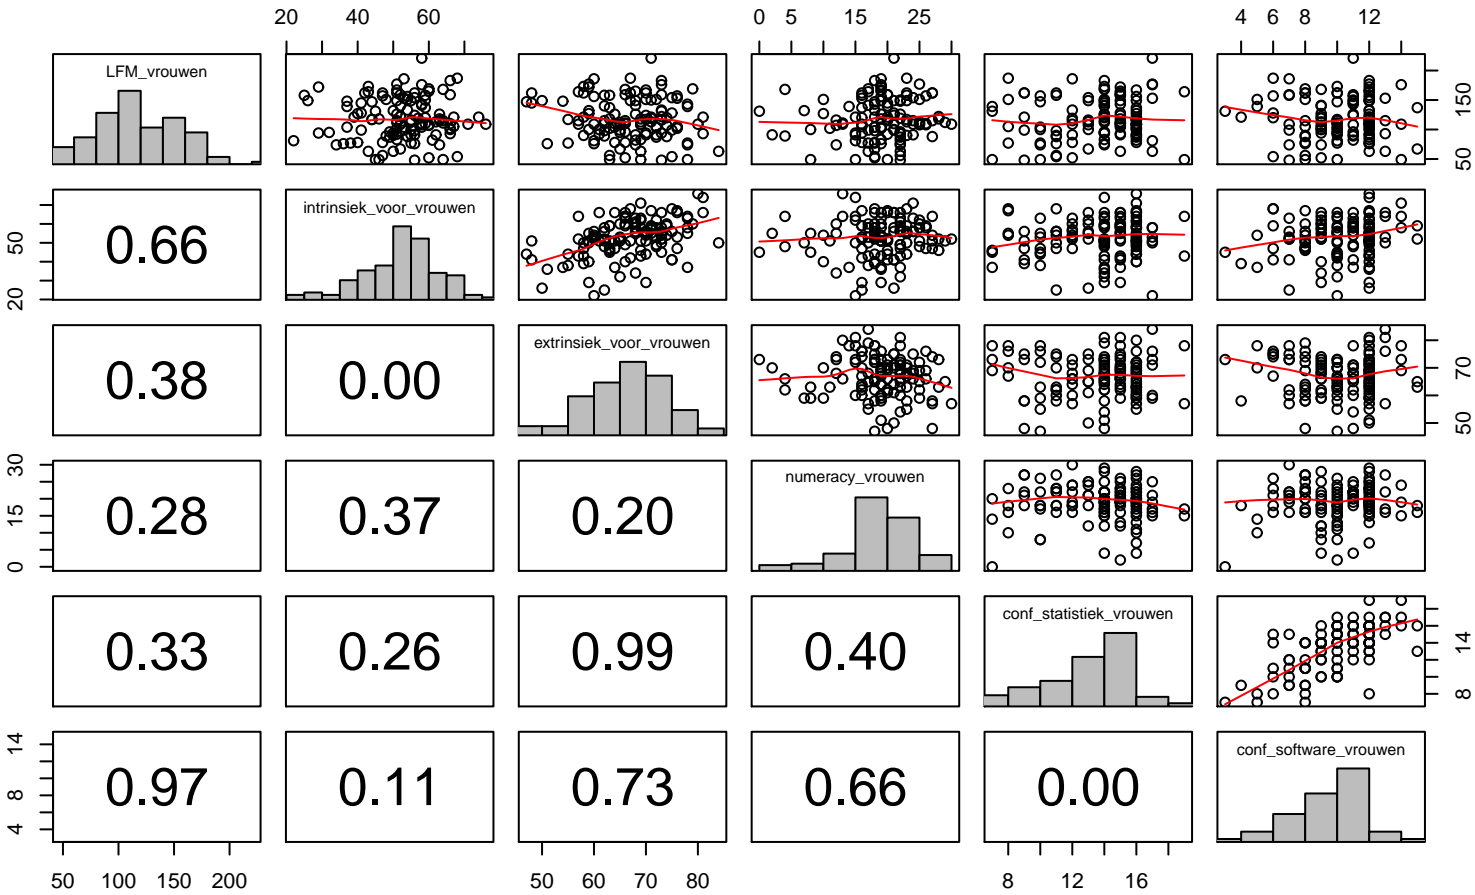 20 60 0 5 15 25 4 6 8 12
LFM_vrouwen
50 150
20 50
0.66
intrinsiek_voor_vrouwen
0.38 0.00
extrinsiek_voor_vrouwen
50 70
0 15 30
0.28 0.37 0.20
numeracy_vrouwen
0.33 0.26 0.99 0.40
conf_statistiek_vrouwen
8 14
4 8 14
0.97 0.11 0.73 0.66 0.00
conf_software_vrouwen
50 100 150 200 50 60 70 80 8 12 16